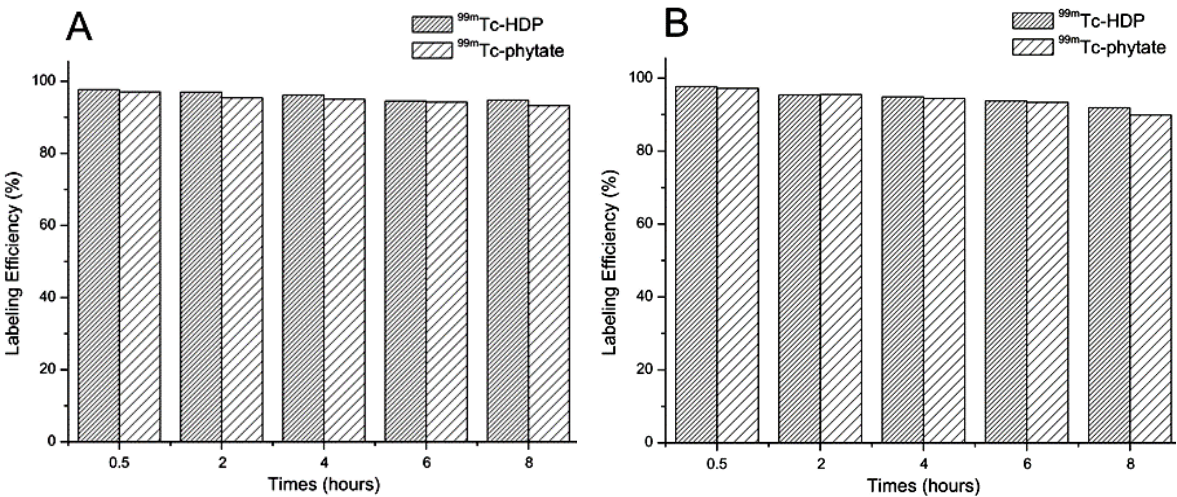 A
99mTc-HDP
99mTc-phytate
100
80
60
40
20
0
Labeling Efficiency (%)
0.5 2 4 6 8
Times (hours)
B
99mTc-HDP
99mTc-phytate
100
80
60
40
20
0
Labeling Efficiency (%)
0.5 2 4 6 8
Times (hours)